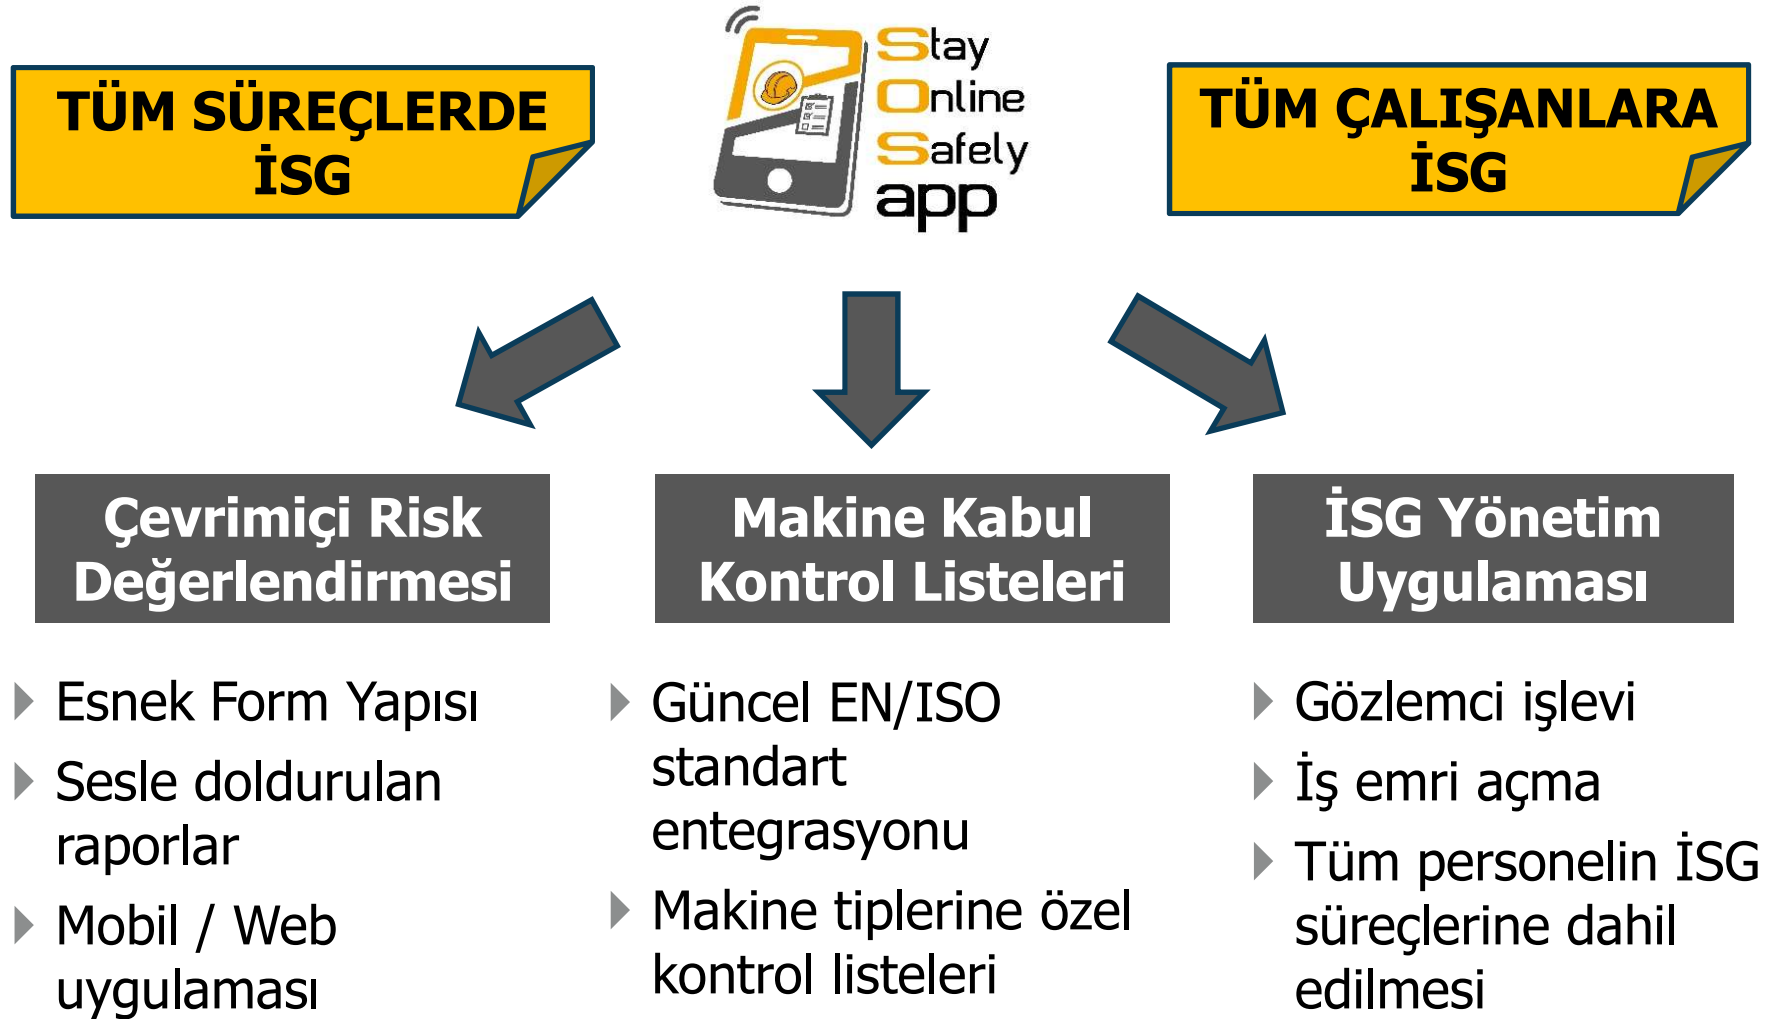 TÜM SÜREÇLERDE
İSG
Stay
Online
Safely
app
TÜM ÇALIŞANLARA
İSG
Çevrimiçi Risk
Değerlendirmesi
Esnek Form Yapısı
Sesle doldurulan
raporlar
Mobil / Web
uygulaması
Makine Kabul
Kontrol Listeleri
Güncel EN/ISO
standart
entegrasyonu
Makine tiplerine özel
kontrol listeleri
İSG Yönetim
Uygulaması
Gözlemci işlevi
İş emri açma
Tüm personelin İSG
süreçlerine dahil
edilmesi